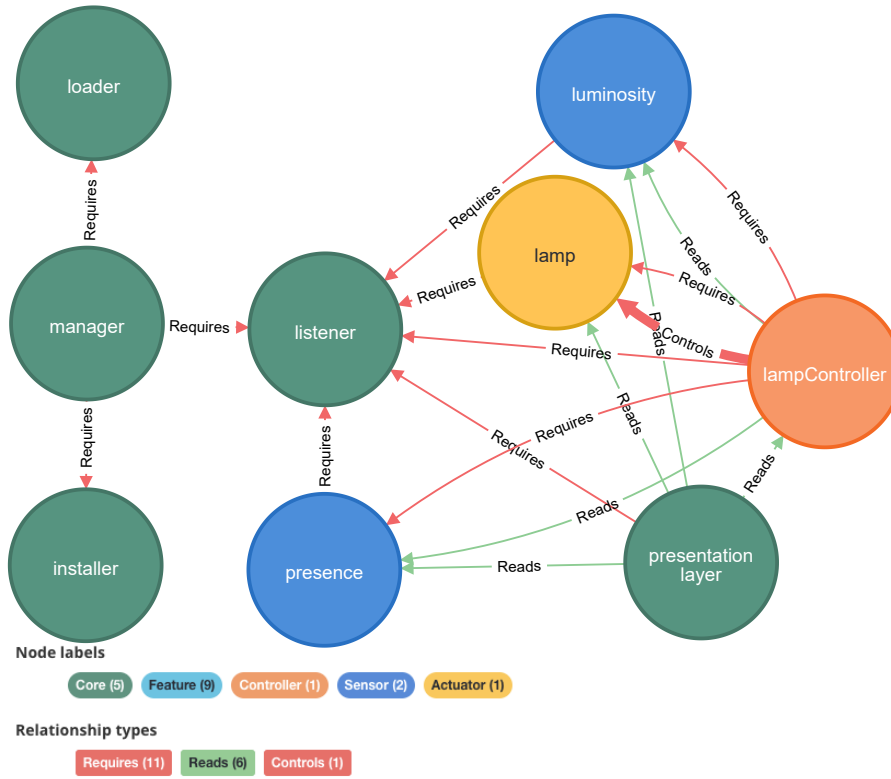 loader
luminosity
Requires
Requires
Requires
Reads
lamp
Requires
Requires
manager
Requires
listener
Reads
Controls
Requires
lampController
Requires
Reads
Requires
Requires
Requires
Reads
Reads
installer
presence
Reads
presentation
layer
Node labels
Core (5) Feature (9) Controller (1) Sensor (2) Actuator (1)
Relationship types
Requires (11) Reads (6) Controls (1)